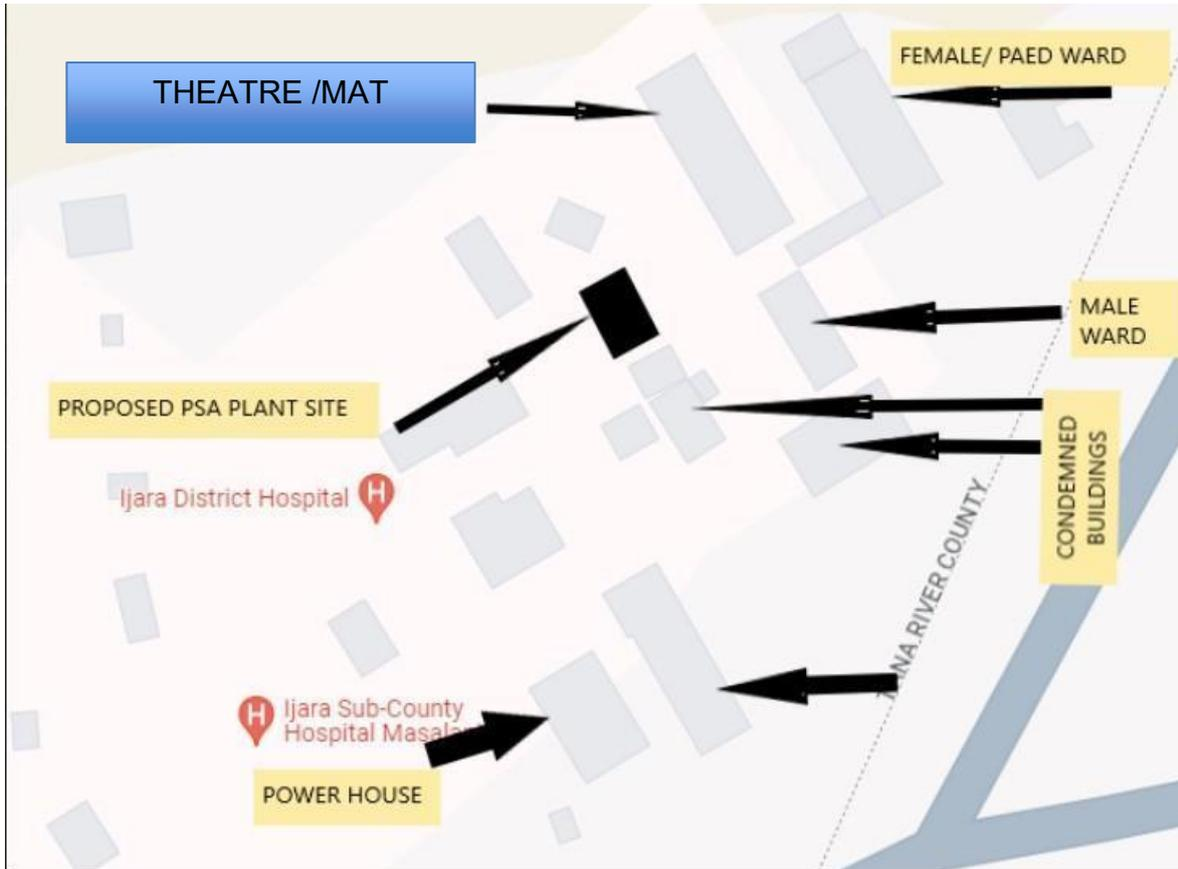 THEATRE /MAT
FEMALE/ PAED WARD
MALE
WARD
PROPOSED PSA PLANT SITE
CONDEMNED
BUILDINGS
Ijara District Hospital
RIVER COUNTY
Ijara Sub-County
Hospital
POWER HOUSE